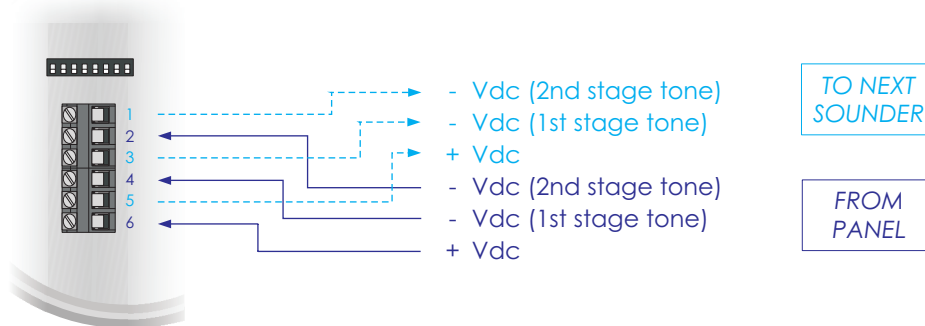 1
2
3
4
5
6
- Vdc (2nd stage tone)
- Vdc (1st stage tone)
+ Vdc
- Vdc (2nd stage tone)
- Vdc (1st stage tone)
+ Vdc
TO NEXT
SOUNDER
FROM
PANEL